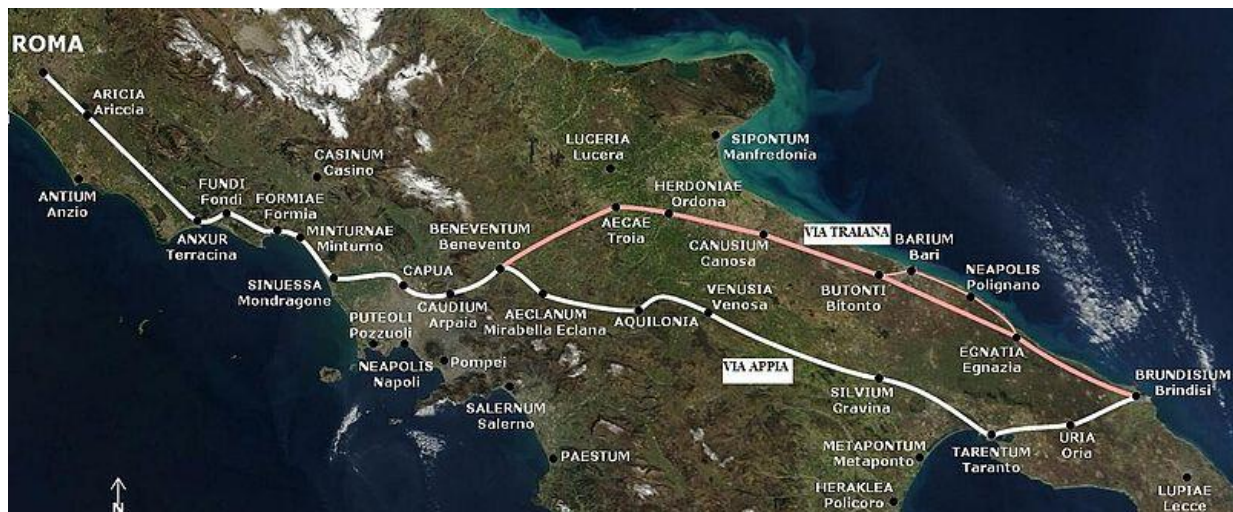 ROMA
ARICIA
Ariccia
ANTIUM
Anzio
CASINUM
Casino
FUNDI
Fondi
FORMIAE
Formia
ANXUR
Terracina
MINTURNAE
Minturno
SINUESSA
Mondragone
CAPUA
CAUDIUM
Arpaia
PUTEOLI
Pozzuoli
NEAPOLIS
Napoli
Pompei
SALERNUM
Salerno
PAESTUM
BENEVENTUM
Benevento
LUCERIA
Lucera
SIPONTUM
Manfredonia
AECAE
Troia
HERDONIAE
Ordona
CANUSIUM
Canosa
VIA TRAIANA
BARIUM
Bari
BUTONTI
Bitonto
NEAPOLIS
Polignano
AECLANUM
Mirabella Eclana
AQUILONIA
VENUSIA
Venosa
VIA APPIA
EGNATIA
Egnazia
BRUNDISIUM
Brindisi
SILVIUM
Gravina
METAPONTUM
Metaponto
TARENTUM
Taranto
URIA
Oria
HERAKLEA
Policoro
LUPIAE
Lecce
N